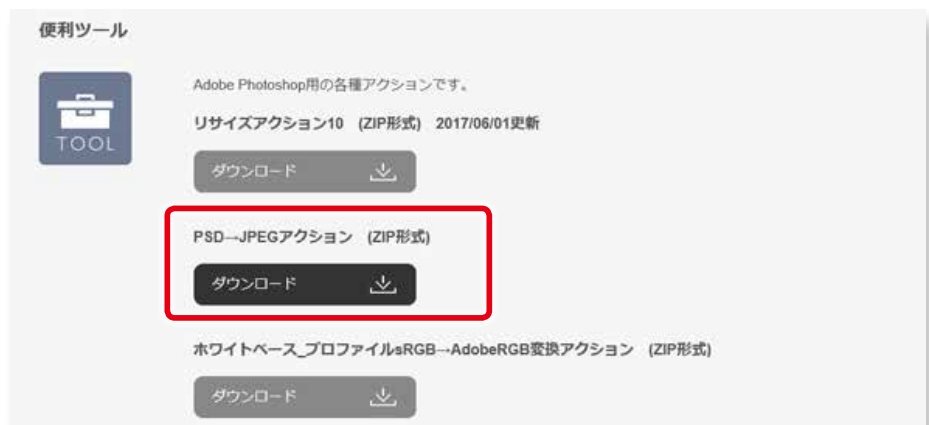 便利ツール
TOOL
Adobe Photoshop用の各種アクションです。
リサイズアクション10　(ZIP形式)　2017/06/01更新
ダウンロード
PSD→JPEGアクション　(ZIP形式)
ダウンロード
ホワイトベース_プロファイルsRGB→AdobeRGB変換アクション　(ZIP形式)
ダウンロード